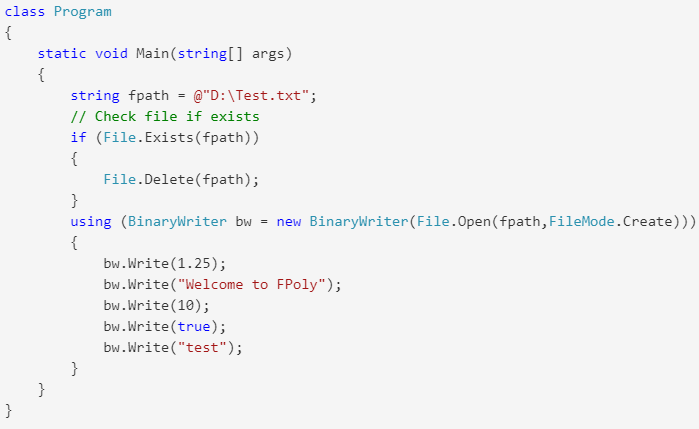 class Program
{
    static void Main(string[] args)
    {
        string fpath = @"D:\Test.txt";
        // Check file if exists
        if (File.Exists(fpath))
        {
            File.Delete(fpath);
        }
        using (BinaryWriter bw = new BinaryWriter(File.Open(fpath,FileMode.Create)))
        {
            bw.Write(1.25);
            bw.Write("Welcome to FPoly");
            bw.Write(10);
            bw.Write(true);
            bw.Write("test");
        }
    }
}